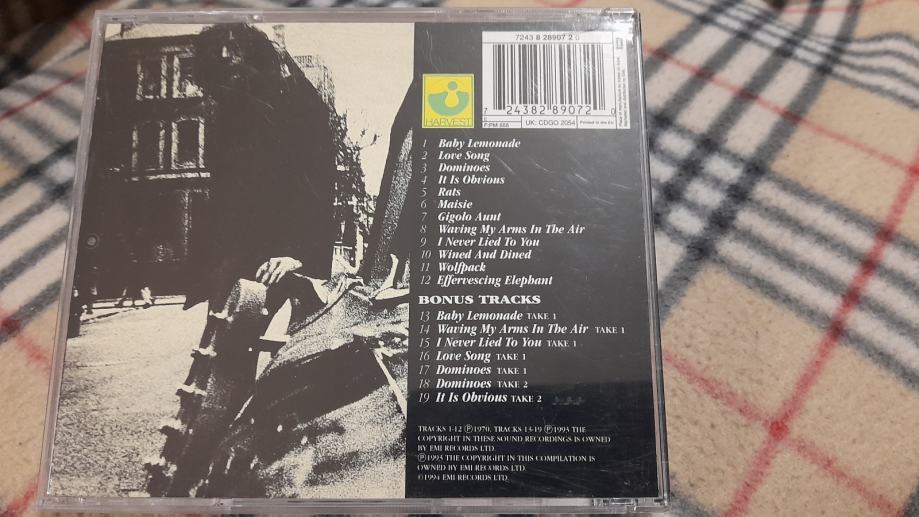 7243 8 28907 2 0
7 24382 89072 0
F:PM 555
UK: CDGO 2054
Printed in the EU
HARVEST
1 Baby Lemonade
2 Love Song
3 Dominoes
4 It Is Obvious
5 Rats
6 Maisie
7 Gigolo Aunt
8 Waving My Arms In The Air
9 I Never Lied To You
10 Wined And Dined
11 Wolfpack
12 Effervescing Elephant
BONUS TRACKS
13 Baby Lemonade TAKE 1
14 Waving My Arms In The Air TAKE 1
15 I Never Lied To You TAKE 1
16 Love Song TAKE 1
17 Dominoes TAKE 1
18 Dominoes TAKE 2
19 It Is Obvious TAKE 2
TRACKS 1-12 ℗1970, TRACKS 13-19 ℗1993 THE
COPYRIGHT IN THESE SOUND RECORDINGS IS OWNED
BY EMI RECORDS LTD.
℗1993 THE COPYRIGHT IN THIS COMPILATION IS
OWNED BY EMI RECORDS LTD.
©1994 EMI RECORDS LTD.